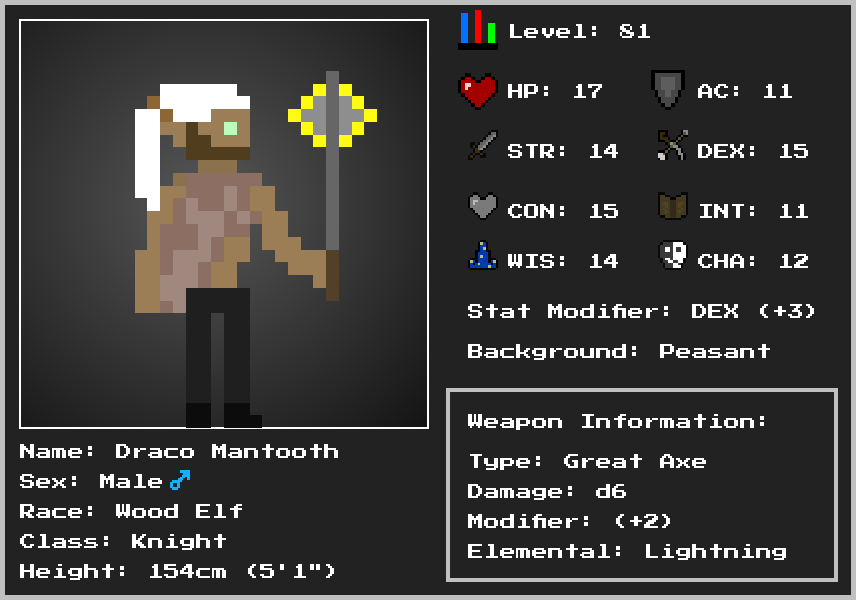 Level: 81
HP: 17 AC: 11
STR: 14 DEX: 15
CON: 15 INT: 11
WIS: 14 CHA: 12
Stat Modifier: DEX (+3)
Background: Peasant
Weapon Information:
Type: Great Axe
Damage: d6
Modifier: (+2)
Elemental: Lightning
Name: Draco Mantooth
Sex: Male♂
Race: Wood Elf
Class: Knight
Height: 154cm (5'1")